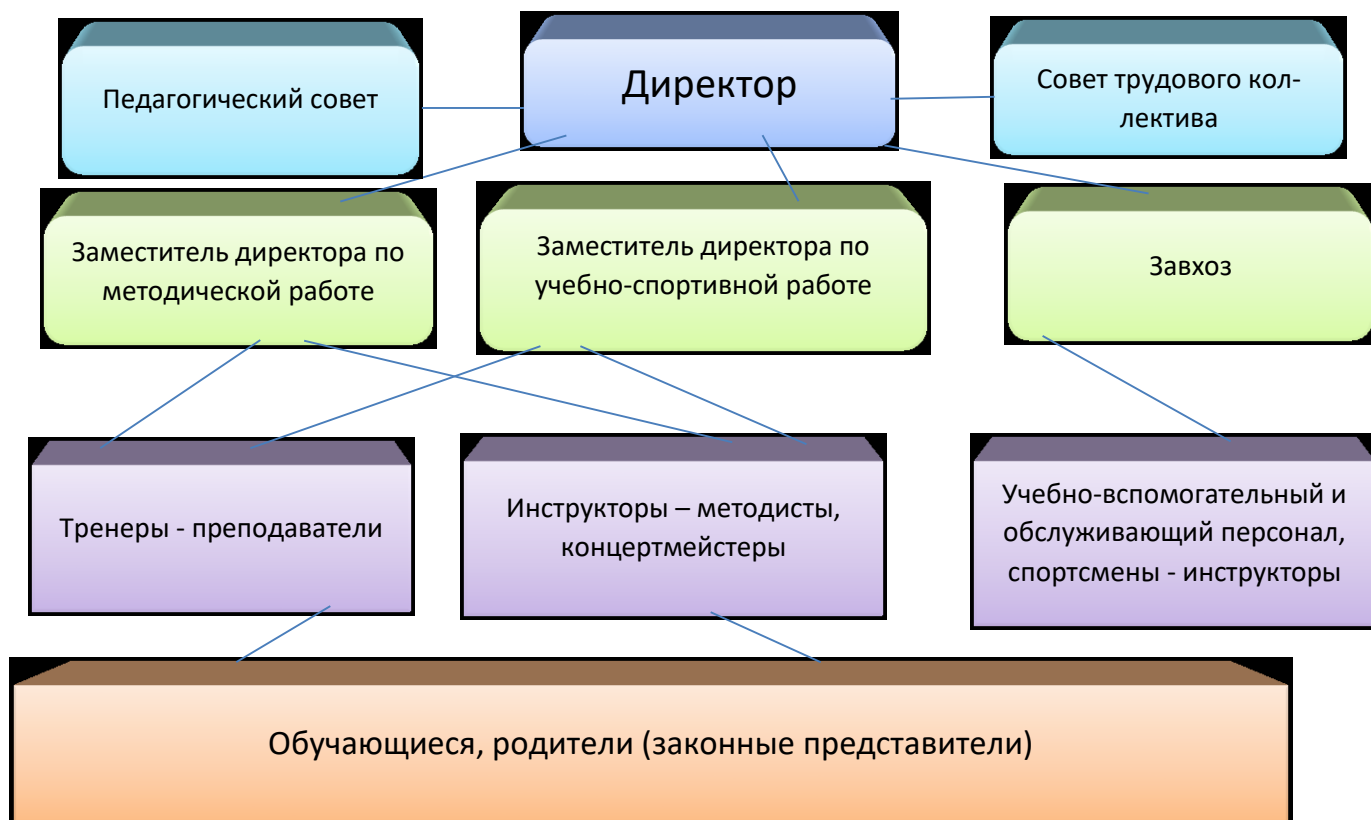 Педагогический совет
Директор
Совет трудового кол-
лектива
Заместитель директора по
методической работе
Заместитель директора по
учебно-спортивной работе
Завхоз
Тренеры - преподаватели
Инструкторы – методисты,
концертмейстеры
Учебно-вспомогательный и
обслуживающий персонал,
спортсмены - инструкторы
Обучающиеся, родители (законные представители)